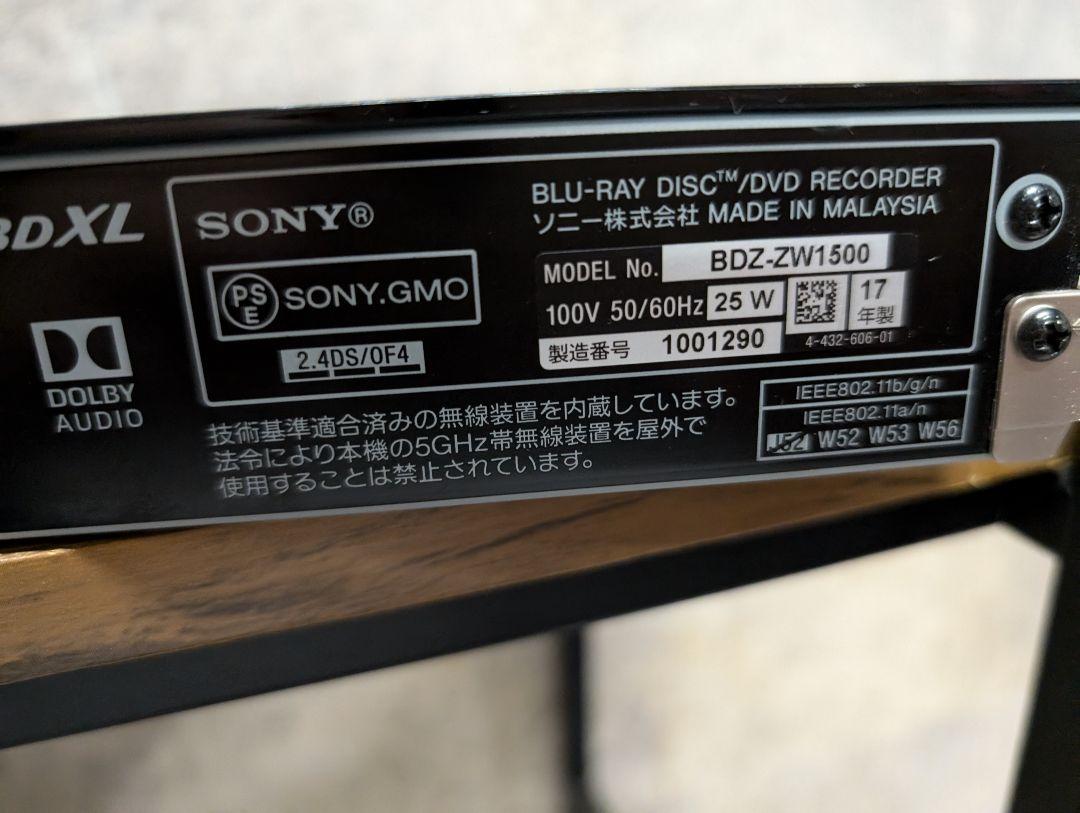 BDXL
DOLBY
AUDIO
SONY®
PSE SONY.GMO
2.4DS/OF4
BLU-RAY DISC™/DVD RECORDER
ソニー株式会社 MADE IN MALAYSIA
MODEL No. BDZ-ZW1500
100V 50/60Hz 25 W
17
年製
製造番号 1001290
4-432-606-01
技術基準適合済みの無線装置を内蔵しています。
法令により本機の5GHz帯無線装置を屋外で
使用することは禁止されています。
IEEE802.11b/g/n
IEEE802.11a/n
J52 W52 W53 W56